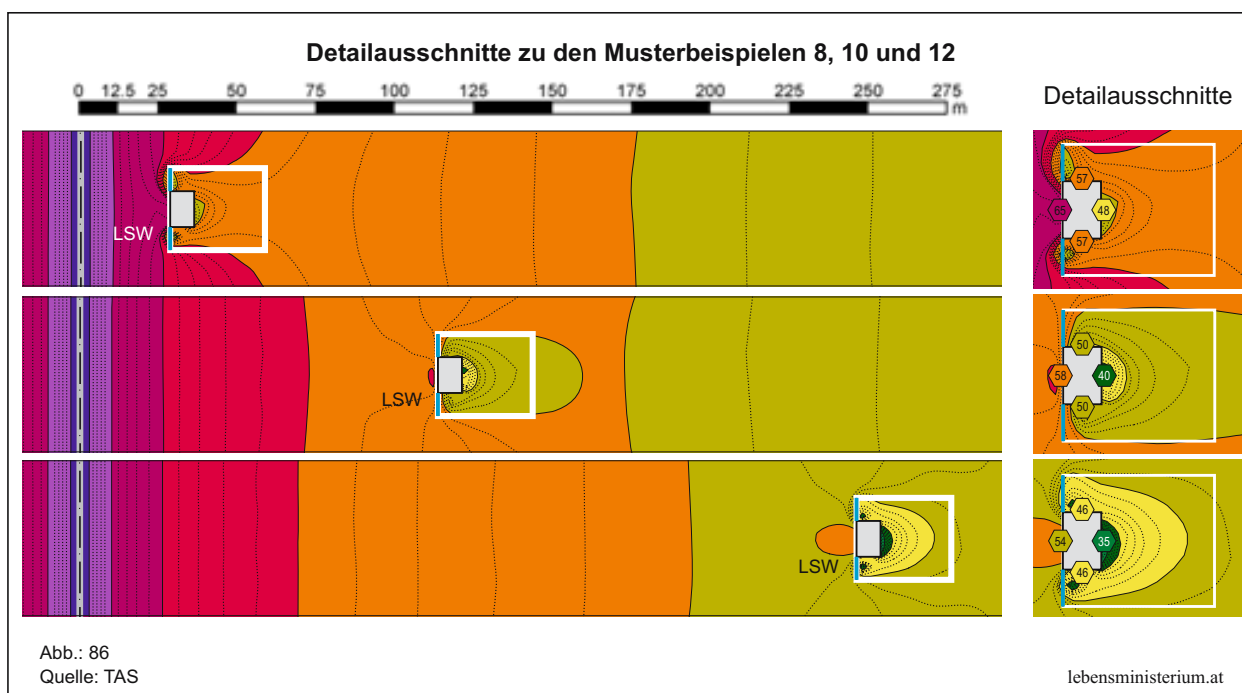 Detailausschnitte zu den Musterbeispielen 8, 10 und 12
0 12.5 25 50 75 100 125 150 175 200 225 250 275
m
Detailausschnitte
LSW
57
65 48
57
LSW
50
58 40
50
LSW
46
54 35
46
Abb.: 86
Quelle: TAS
lebensministerium.at